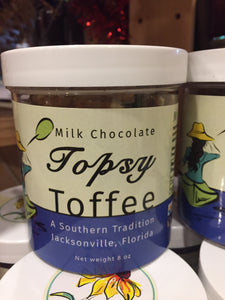 Milk Chocolate
Topsy
Toffee
A Southern Tradition
Jacksonville, Florida
Net weight 8 oz